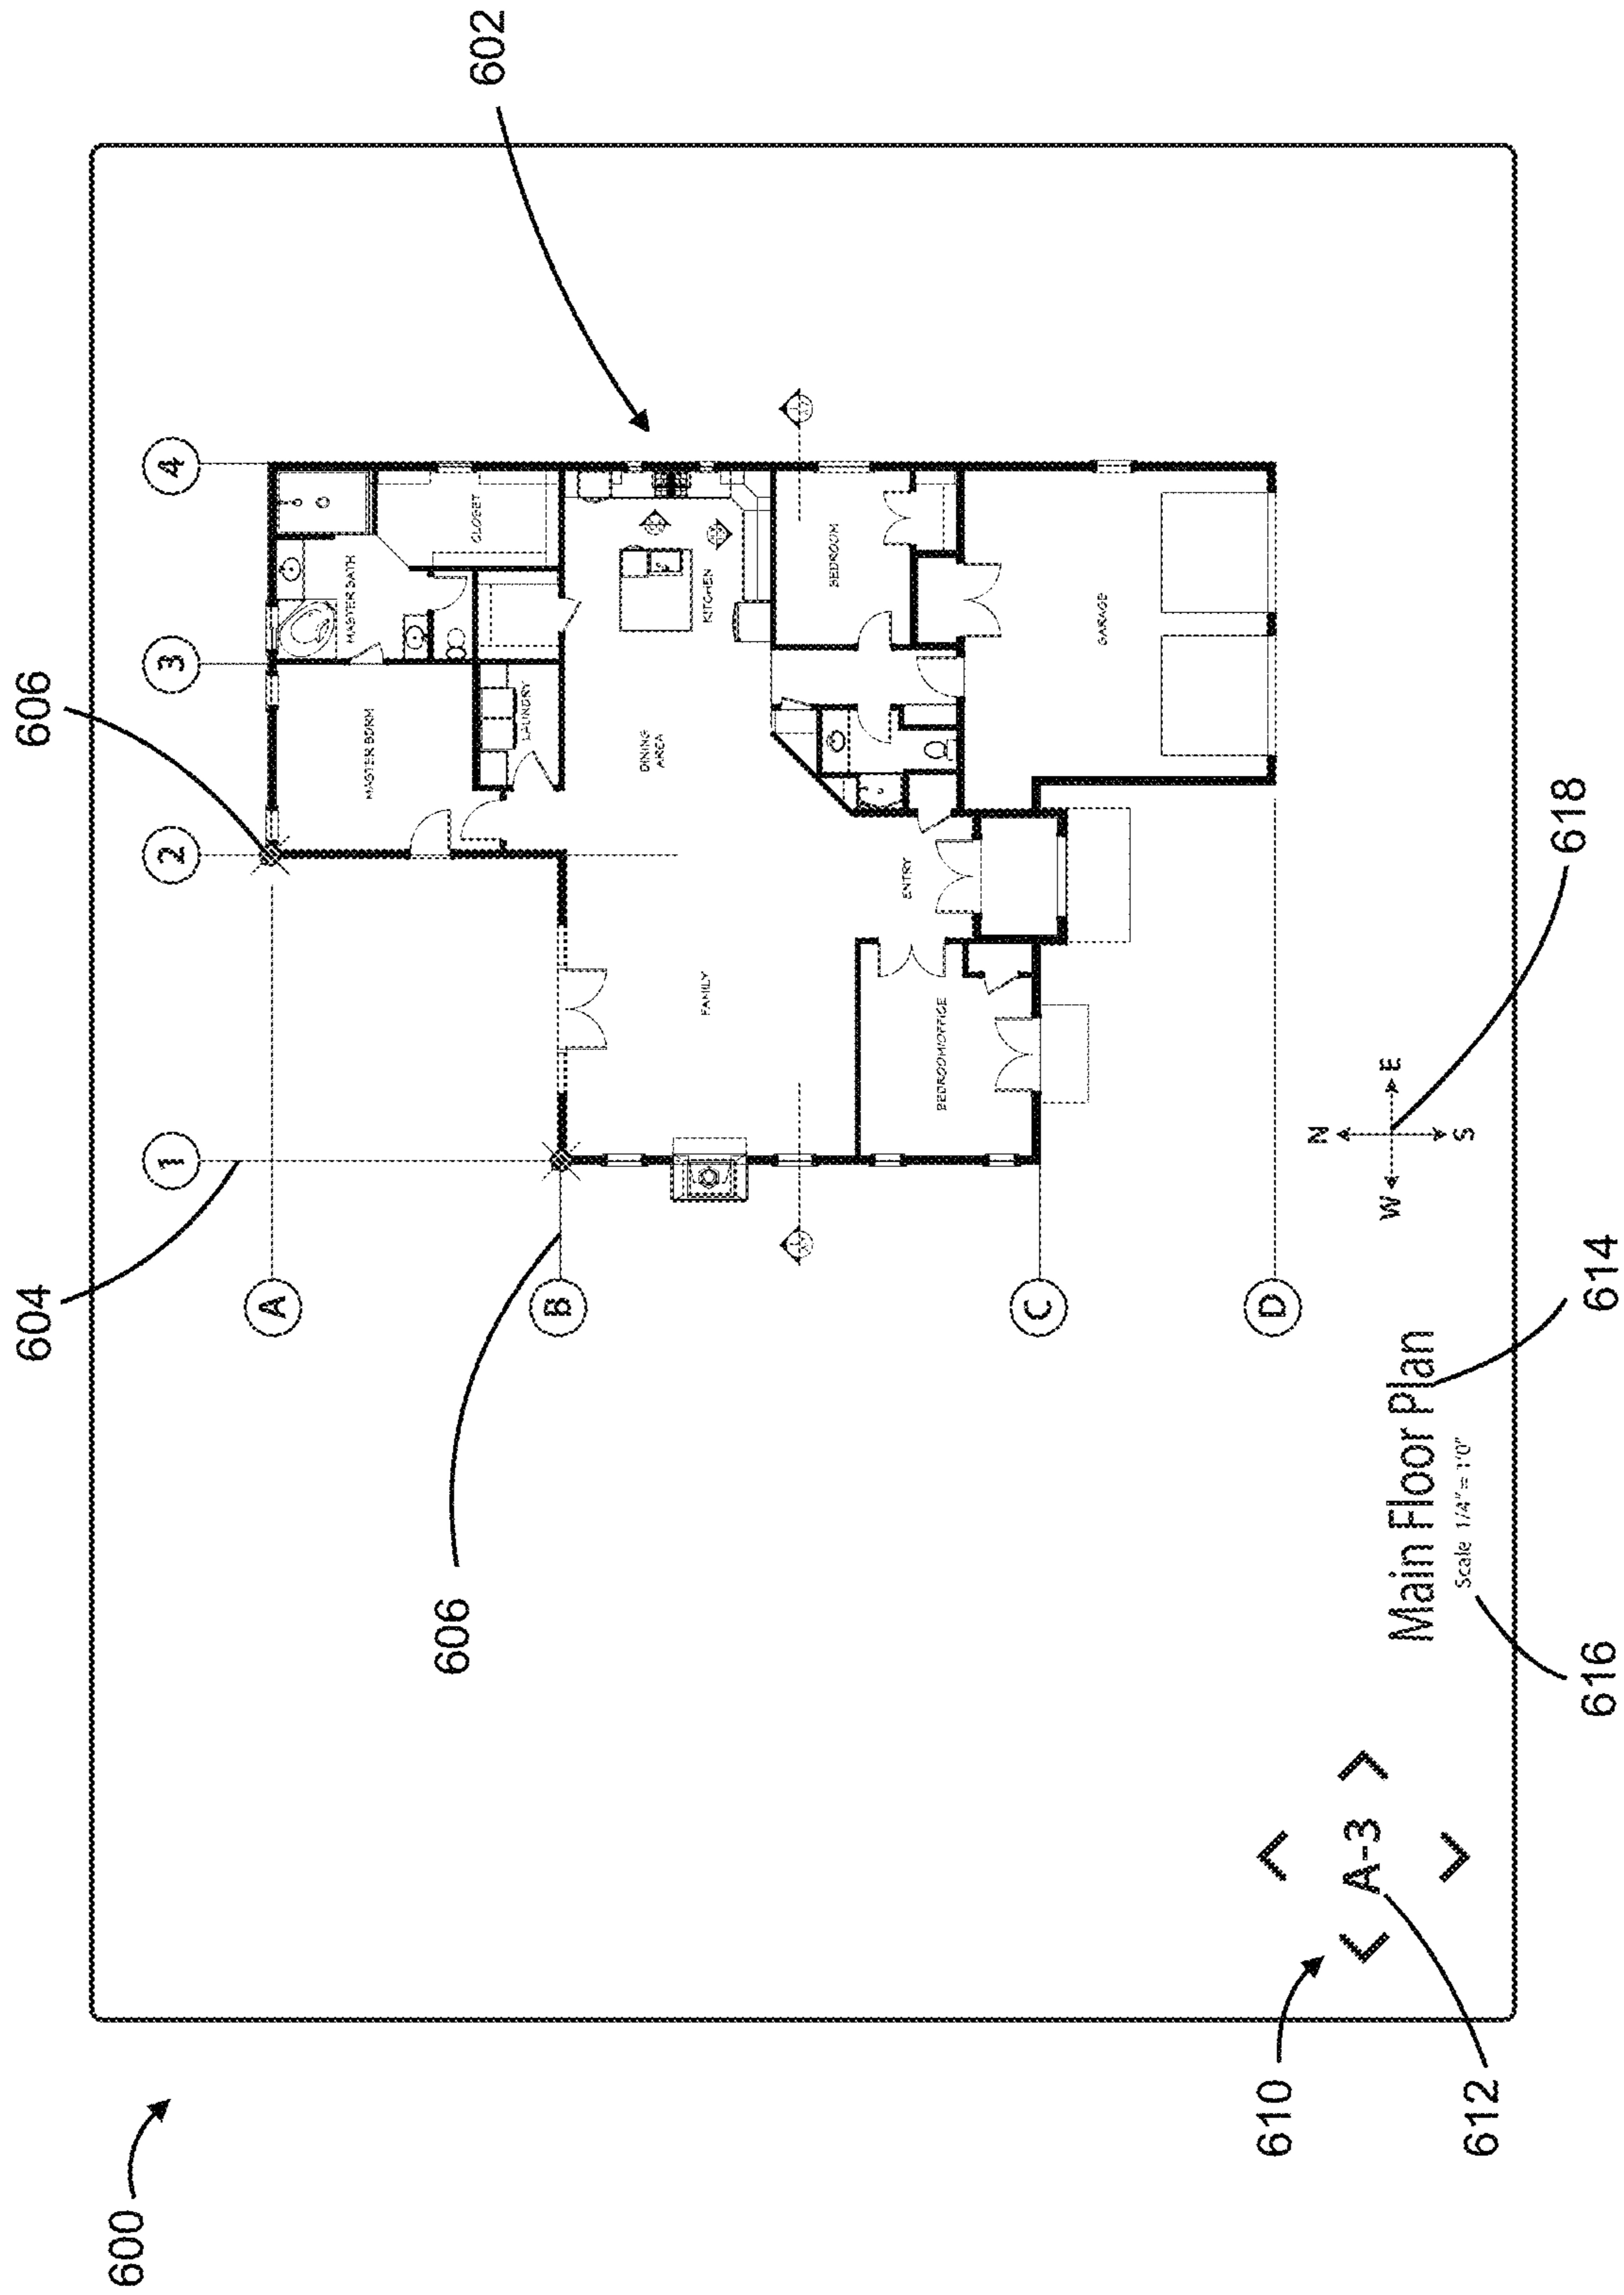 600
602
604
606
606
1
2
3
4
A
B
C
D
MASTER BATH
CLOSET
MASTER BDRM
LAUNDRY
DINING
AREA
KITCHEN
FAMILY
BEDROOM
ENTRY
BEDROOM/OFFICE
GARAGE
N
W
E
S
610
A-3
612
Main Floor Plan
Scale 1/4" = 1'0"
616
614
618